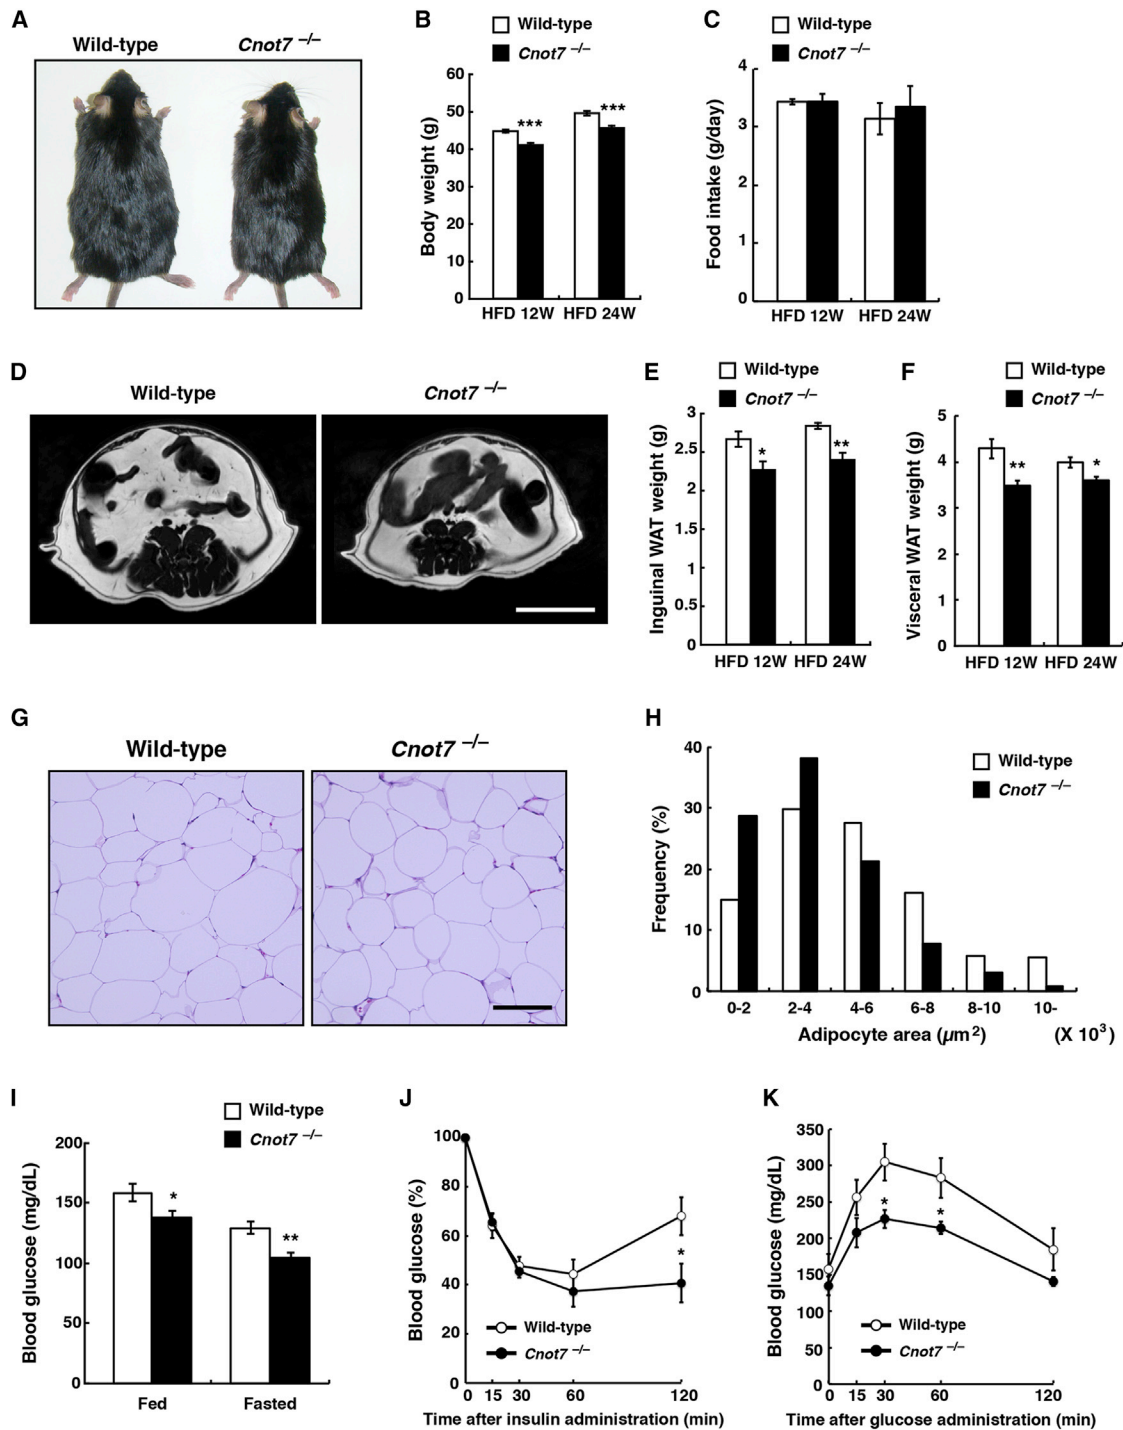 A
Wild-type Cnot7 –/–
B
Wild-type
Cnot7 –/–
Body weight (g)
60
50
40
30
20
10
0
*** ***
HFD 12W HFD 24W
C
Wild-type
Cnot7 –/–
Food intake (g/day)
4
3
2
1
0
HFD 12W HFD 24W
D
Wild-type Cnot7 –/–
E
Wild-type
Cnot7 –/–
Inguinal WAT weight (g)
3
2.5
2
1.5
1
0.5
0
* **
HFD 12W HFD 24W
F
Wild-type
Cnot7 –/–
Visceral WAT weight (g)
5
4
3
2
1
0
** *
HFD 12W HFD 24W
G
Wild-type Cnot7 –/–
H
Wild-type
Cnot7 –/–
Frequency (%)
40
30
20
10
0
0-2 2-4 4-6 6-8 8-10 10-
Adipocyte area (µm2) (X 103)
I
Wild-type
Cnot7 –/–
Blood glucose (mg/dL)
200
150
100
50
0
* **
Fed Fasted
J
Blood glucose (%)
100
80
60
40
20
0
*
Wild-type
Cnot7 –/–
0 15 30 60 120
Time after insulin administration (min)
K
Blood glucose (mg/dL)
350
300
250
200
150
100
50
0
* *
Wild-type
Cnot7 –/–
0 15 30 60 120
Time after glucose administration (min)